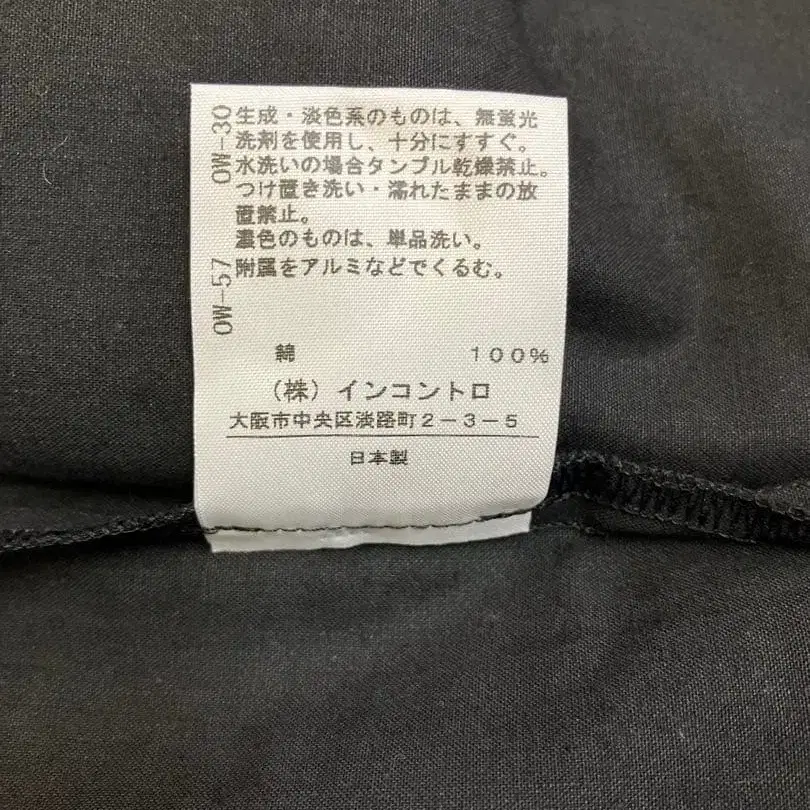 OW-30
生成・淡色系のものは、無蛍光
洗剤を使用し、十分にすすぐ。
水洗いの場合タンブル乾燥禁止。
つけ置き洗い・濡れたままの放
置禁止。
濃色のものは、単品洗い。
OW-57
附属をアルミなどでくるむ。
綿 100%
(株)インコントロ
大阪市中央区淡路町2-3-5
日本製